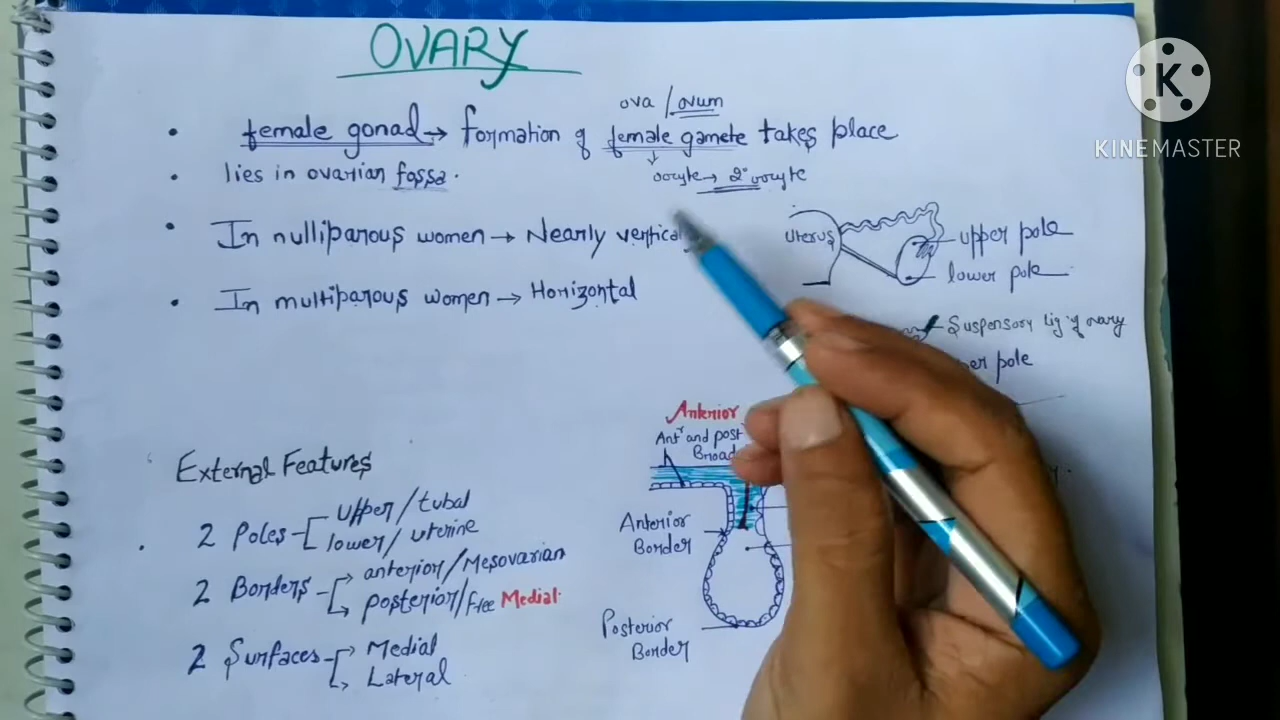 OVARY
ova / ovum
female gonad → formation of female gamete takes place
oocyte → 2° oocyte
lies in ovarian fossa.
In nulliparous women → Nearly vertical
In multiparous women → Horizontal
uterus
upper pole
lower pole
Suspensory lig of ovary
pole
Anterior
Antr and post
Broad
Anterior
Border
Posterior
Border
External Features
2 Poles
upper / tubal
lower / uterine
2 Borders
anterior / Mesovarian
posterior / free Medial
2 Surfaces
Medial
Lateral
K
KINEMASTER